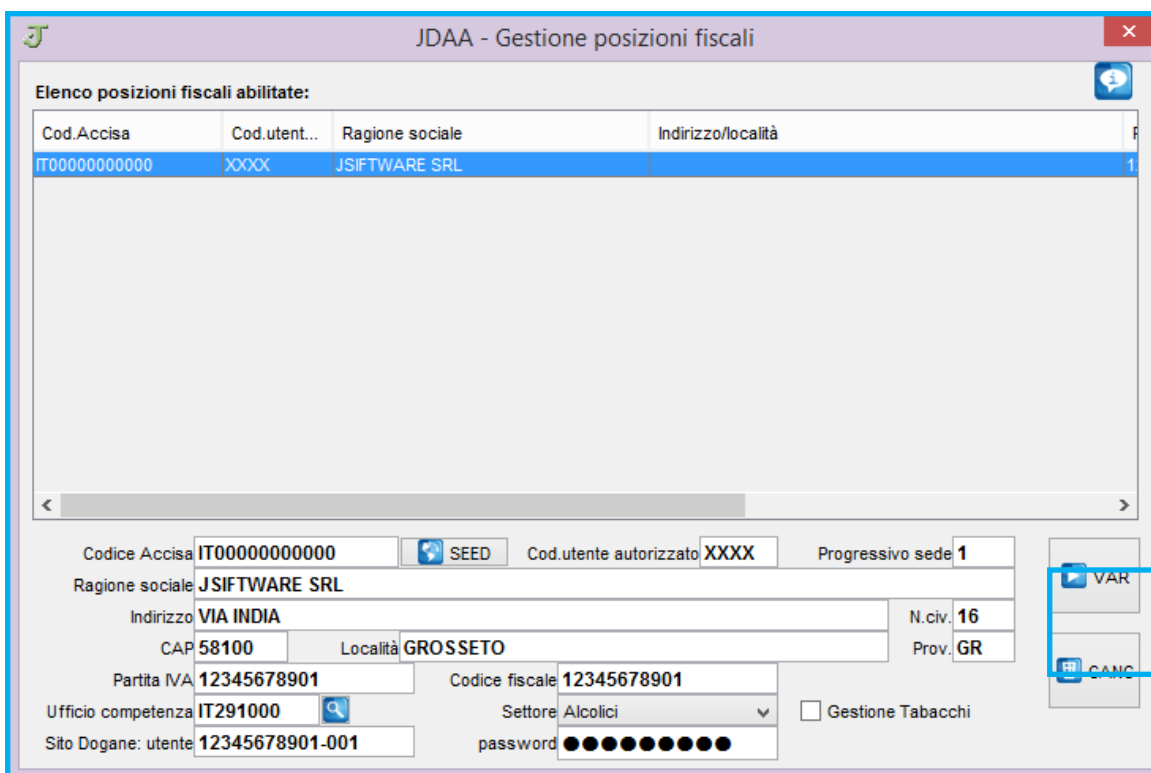 JDAA - Gestione posizioni fiscali
Elenco posizioni fiscali abilitate:
Cod.Accisa Cod.utent... Ragione sociale Indirizzo/località
IT00000000000 XXXX JSIFTWARE SRL
Codice Accisa IT00000000000 SEED Cod.utente autorizzato XXXX Progressivo sede 1
Ragione sociale JSIFTWARE SRL
VAR
Indirizzo VIA INDIA N.civ. 16
CAP 58100 Località GROSSETO Prov. GR
CANC
Partita IVA 12345678901 Codice fiscale 12345678901
Ufficio competenza IT291000 Settore Alcolici Gestione Tabacchi
Sito Dogane: utente 12345678901-001 password ●●●●●●●●●